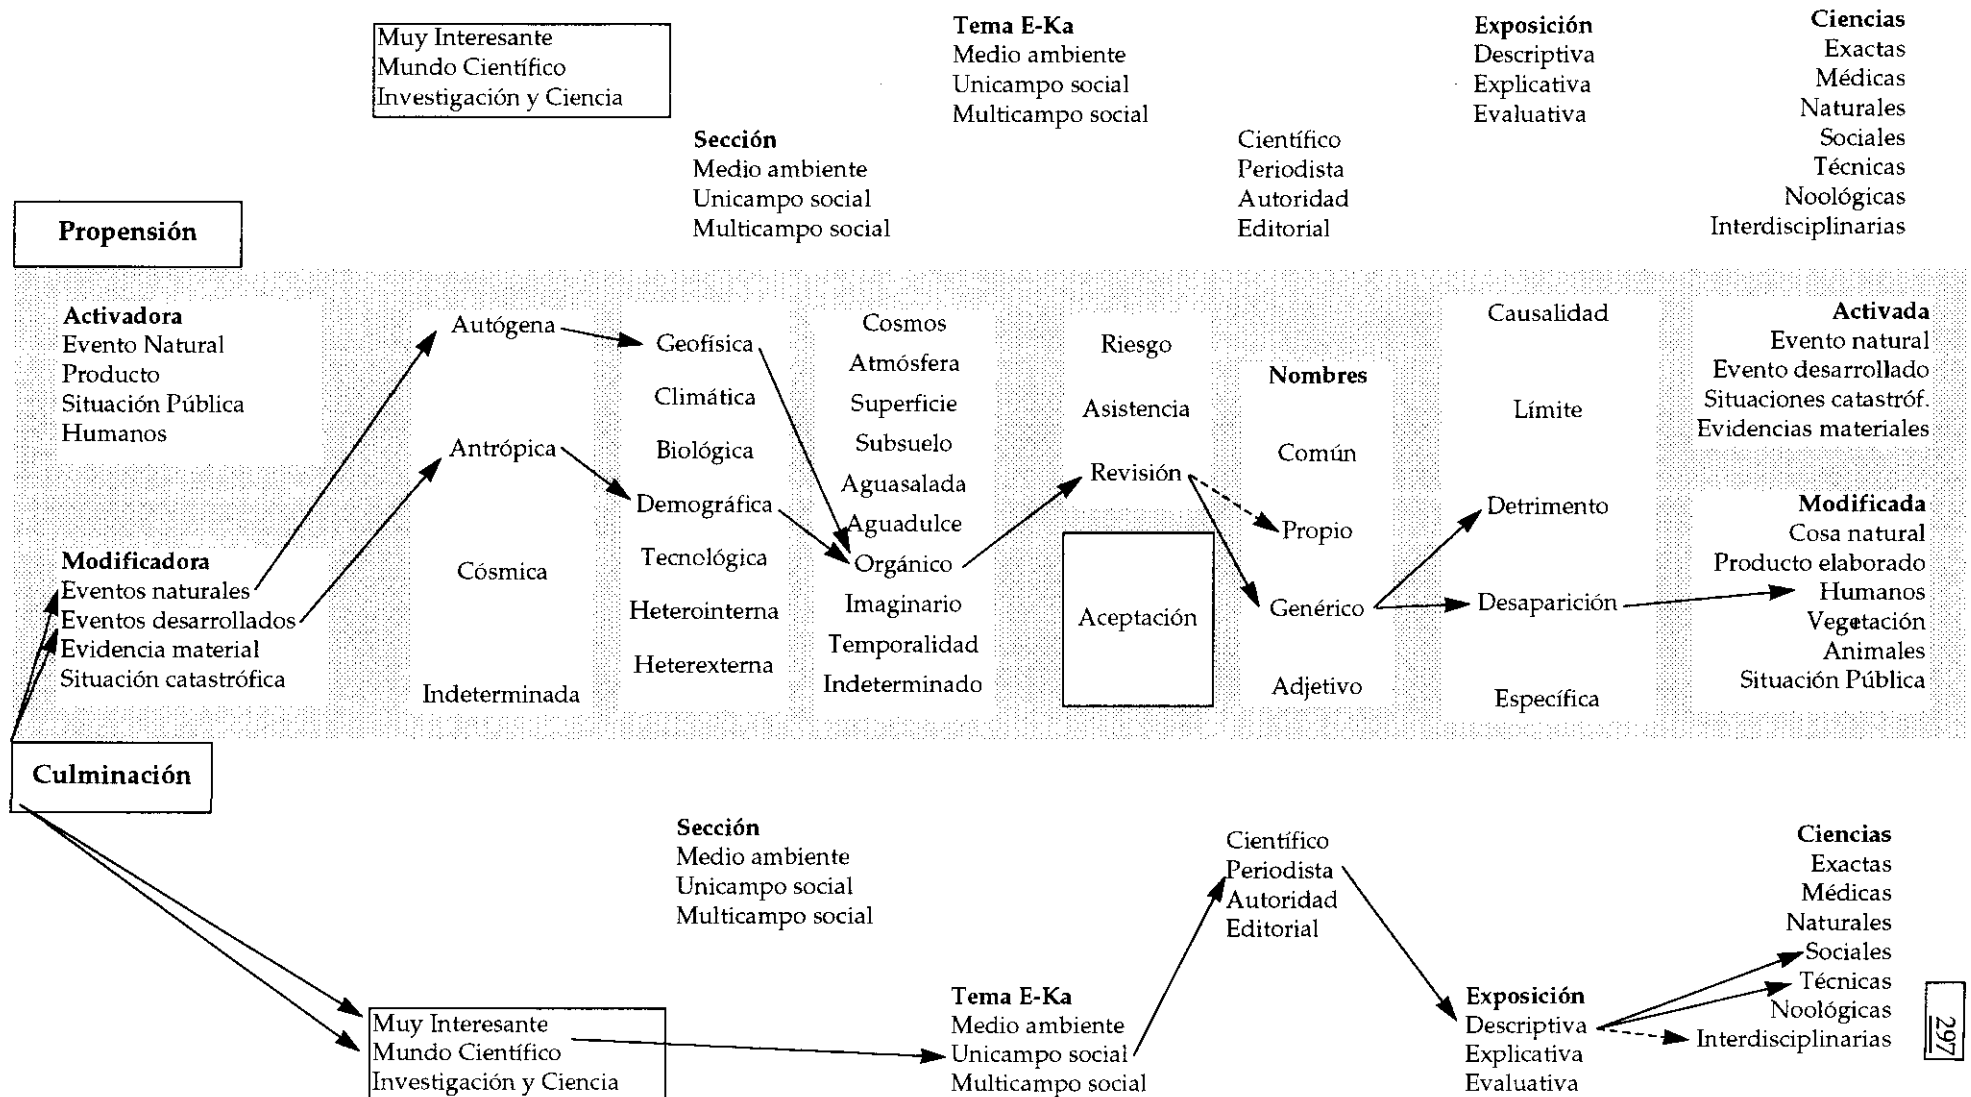 Muy Interesante
Mundo Científico
Investigación y Ciencia
Sección
Medio ambiente
Unicampo social
Multicampo social
Tema E-Ka
Medio ambiente
Unicampo social
Multicampo social
Científico
Periodista
Autoridad
Editorial
Exposición
Descriptiva
Explicativa
Evaluativa
Ciencias
Exactas
Médicas
Naturales
Sociales
Técnicas
Noológicas
Interdisciplinarias
Propensión
Activadora
Evento Natural
Producto
Situación Pública
Humanos
Modificadora
Eventos naturales
Eventos desarrollados
Evidencia material
Situación catastrófica
Autógena
Antrópica
Cósmica
Indeterminada
Geofísica
Climática
Biológica
Demográfica
Tecnológica
Heterointerna
Heterexterna
Cosmos
Atmósfera
Superficie
Subsuelo
Aguasalada
Aguadulce
Orgánico
Imaginario
Temporalidad
Indeterminado
Riesgo
Asistencia
Revisión
Aceptación
Nombres
Común
Propio
Genérico
Adjetivo
Causalidad
Límite
Detrimento
Desaparición
Específica
Activada
Evento natural
Evento desarrollado
Situaciones catastróf.
Evidencias materiales
Modificada
Cosa natural
Producto elaborado
Humanos
Vegetación
Animales
Situación Pública
Culminación
Muy Interesante
Mundo Científico
Investigación y Ciencia
Sección
Medio ambiente
Unicampo social
Multicampo social
Tema E-Ka
Medio ambiente
Unicampo social
Multicampo social
Científico
Periodista
Autoridad
Editorial
Exposición
Descriptiva
Explicativa
Evaluativa
Ciencias
Exactas
Médicas
Naturales
Sociales
Técnicas
Noológicas
Interdisciplinarias
297